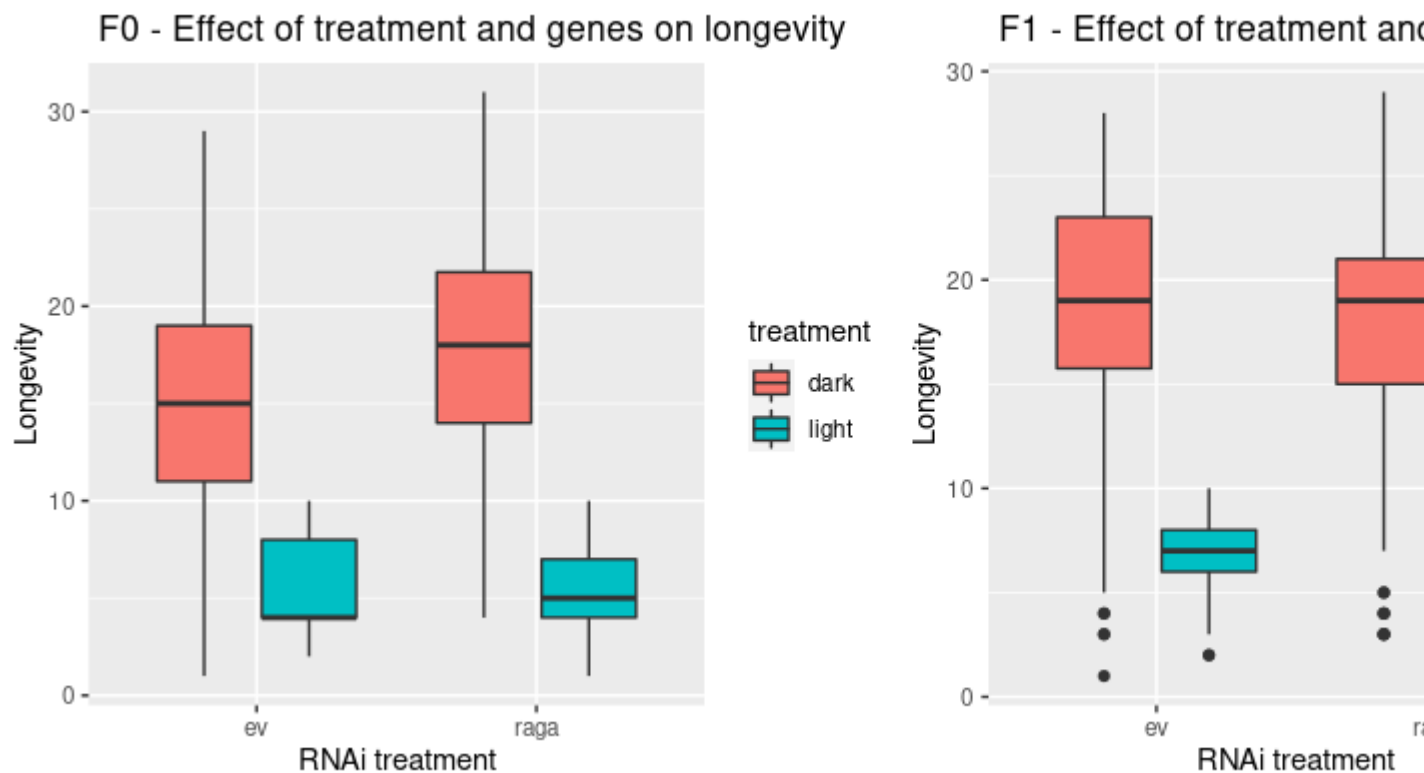 F0 - Effect of treatment and genes on longevity
30
20
10
0
Longevity
ev
raga
RNAi treatment
treatment
dark
light
F1 - Effect of treatment
30
20
10
0
Longevity
ev
RNAi treatment